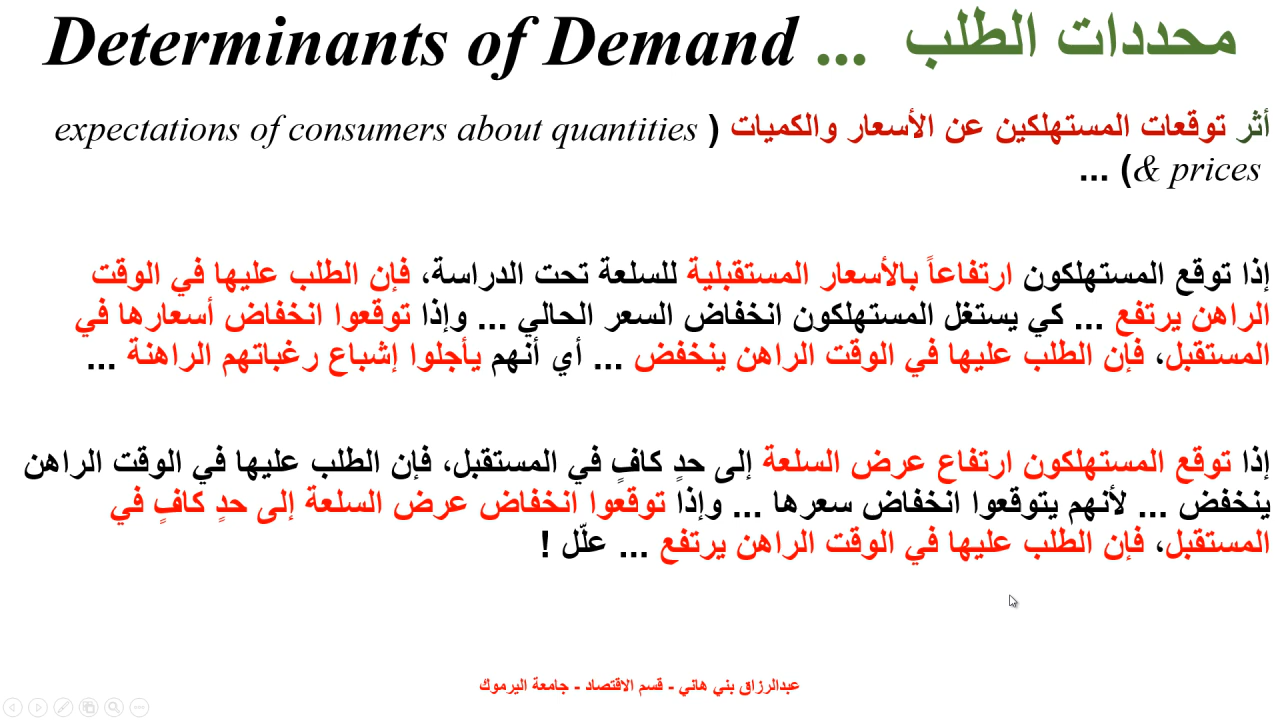 محددات الطلب ... Determinants of Demand
أثر توقعات المستهلكين عن الأسعار والكميات ( expectations of consumers about quantities
& prices) ...
إذا توقع المستهلكون ارتفاعاً بالأسعار المستقبلية للسلعة تحت الدراسة، فإن الطلب عليها في الوقت
الراهن يرتفع ... كي يستغل المستهلكون انخفاض السعر الحالي ... وإذا توقعوا انخفاض أسعارها في
المستقبل، فإن الطلب عليها في الوقت الراهن ينخفض ... أي أنهم يأجلوا إشباع رغباتهم الراهنة ...
إذا توقع المستهلكون ارتفاع عرض السلعة إلى حدٍ كافٍ في المستقبل، فإن الطلب عليها في الوقت الراهن
ينخفض ... لأنهم يتوقعوا انخفاض سعرها ... وإذا توقعوا انخفاض عرض السلعة إلى حدٍ كافٍ في
المستقبل، فإن الطلب عليها في الوقت الراهن يرتفع ... علّل !
عبدالرزاق بني هاني - قسم الاقتصاد - جامعة اليرموك